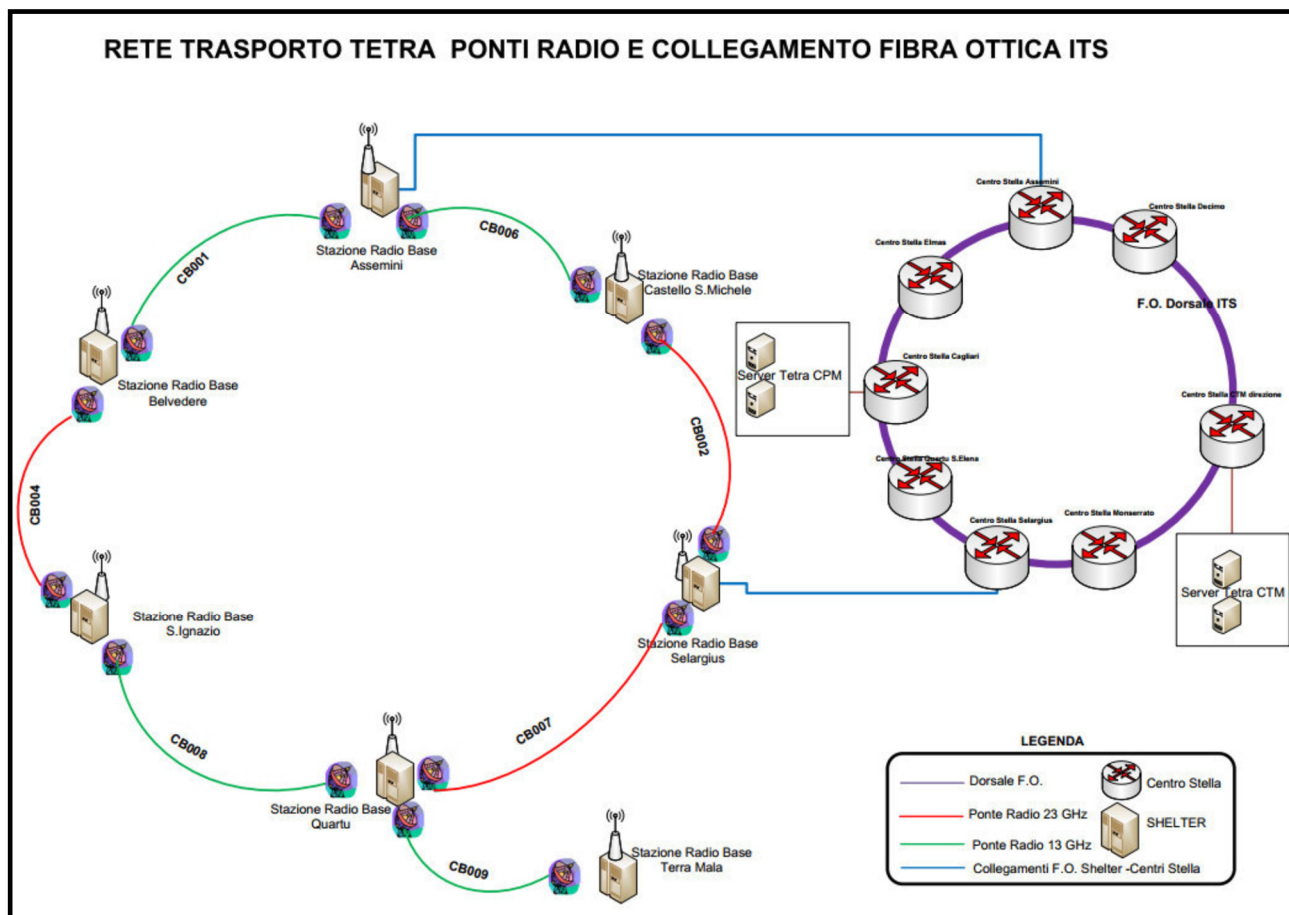 RETE TRASPORTO TETRA PONTI RADIO E COLLEGAMENTO FIBRA OTTICA ITS
Stazione Radio Base
Assemini
CB001
CB006
Stazione Radio Base
Castello S.Michele
Stazione Radio Base
Belvedere
CB002
CB004
Stazione Radio Base
S.Ignazio
Stazione Radio Base
Selargius
CB007
CB008
Stazione Radio Base
Quartu
CB009
Stazione Radio Base
Terra Mala
Centro Stella Assemini
Centro Stella Decimo
Centro Stella Elmas
F.O. Dorsale ITS
Centro Stella Cagliari
Server Tetra CPM
Centro Stella CTM direzione
Centro Stella Quartu S.Elena
Centro Stella Selargius
Centro Stella Monserrato
Server Tetra CTM
LEGENDA
Dorsale F.O.
Centro Stella
Ponte Radio 23 GHz
SHELTER
Ponte Radio 13 GHz
Collegamenti F.O. Shelter -Centri Stella